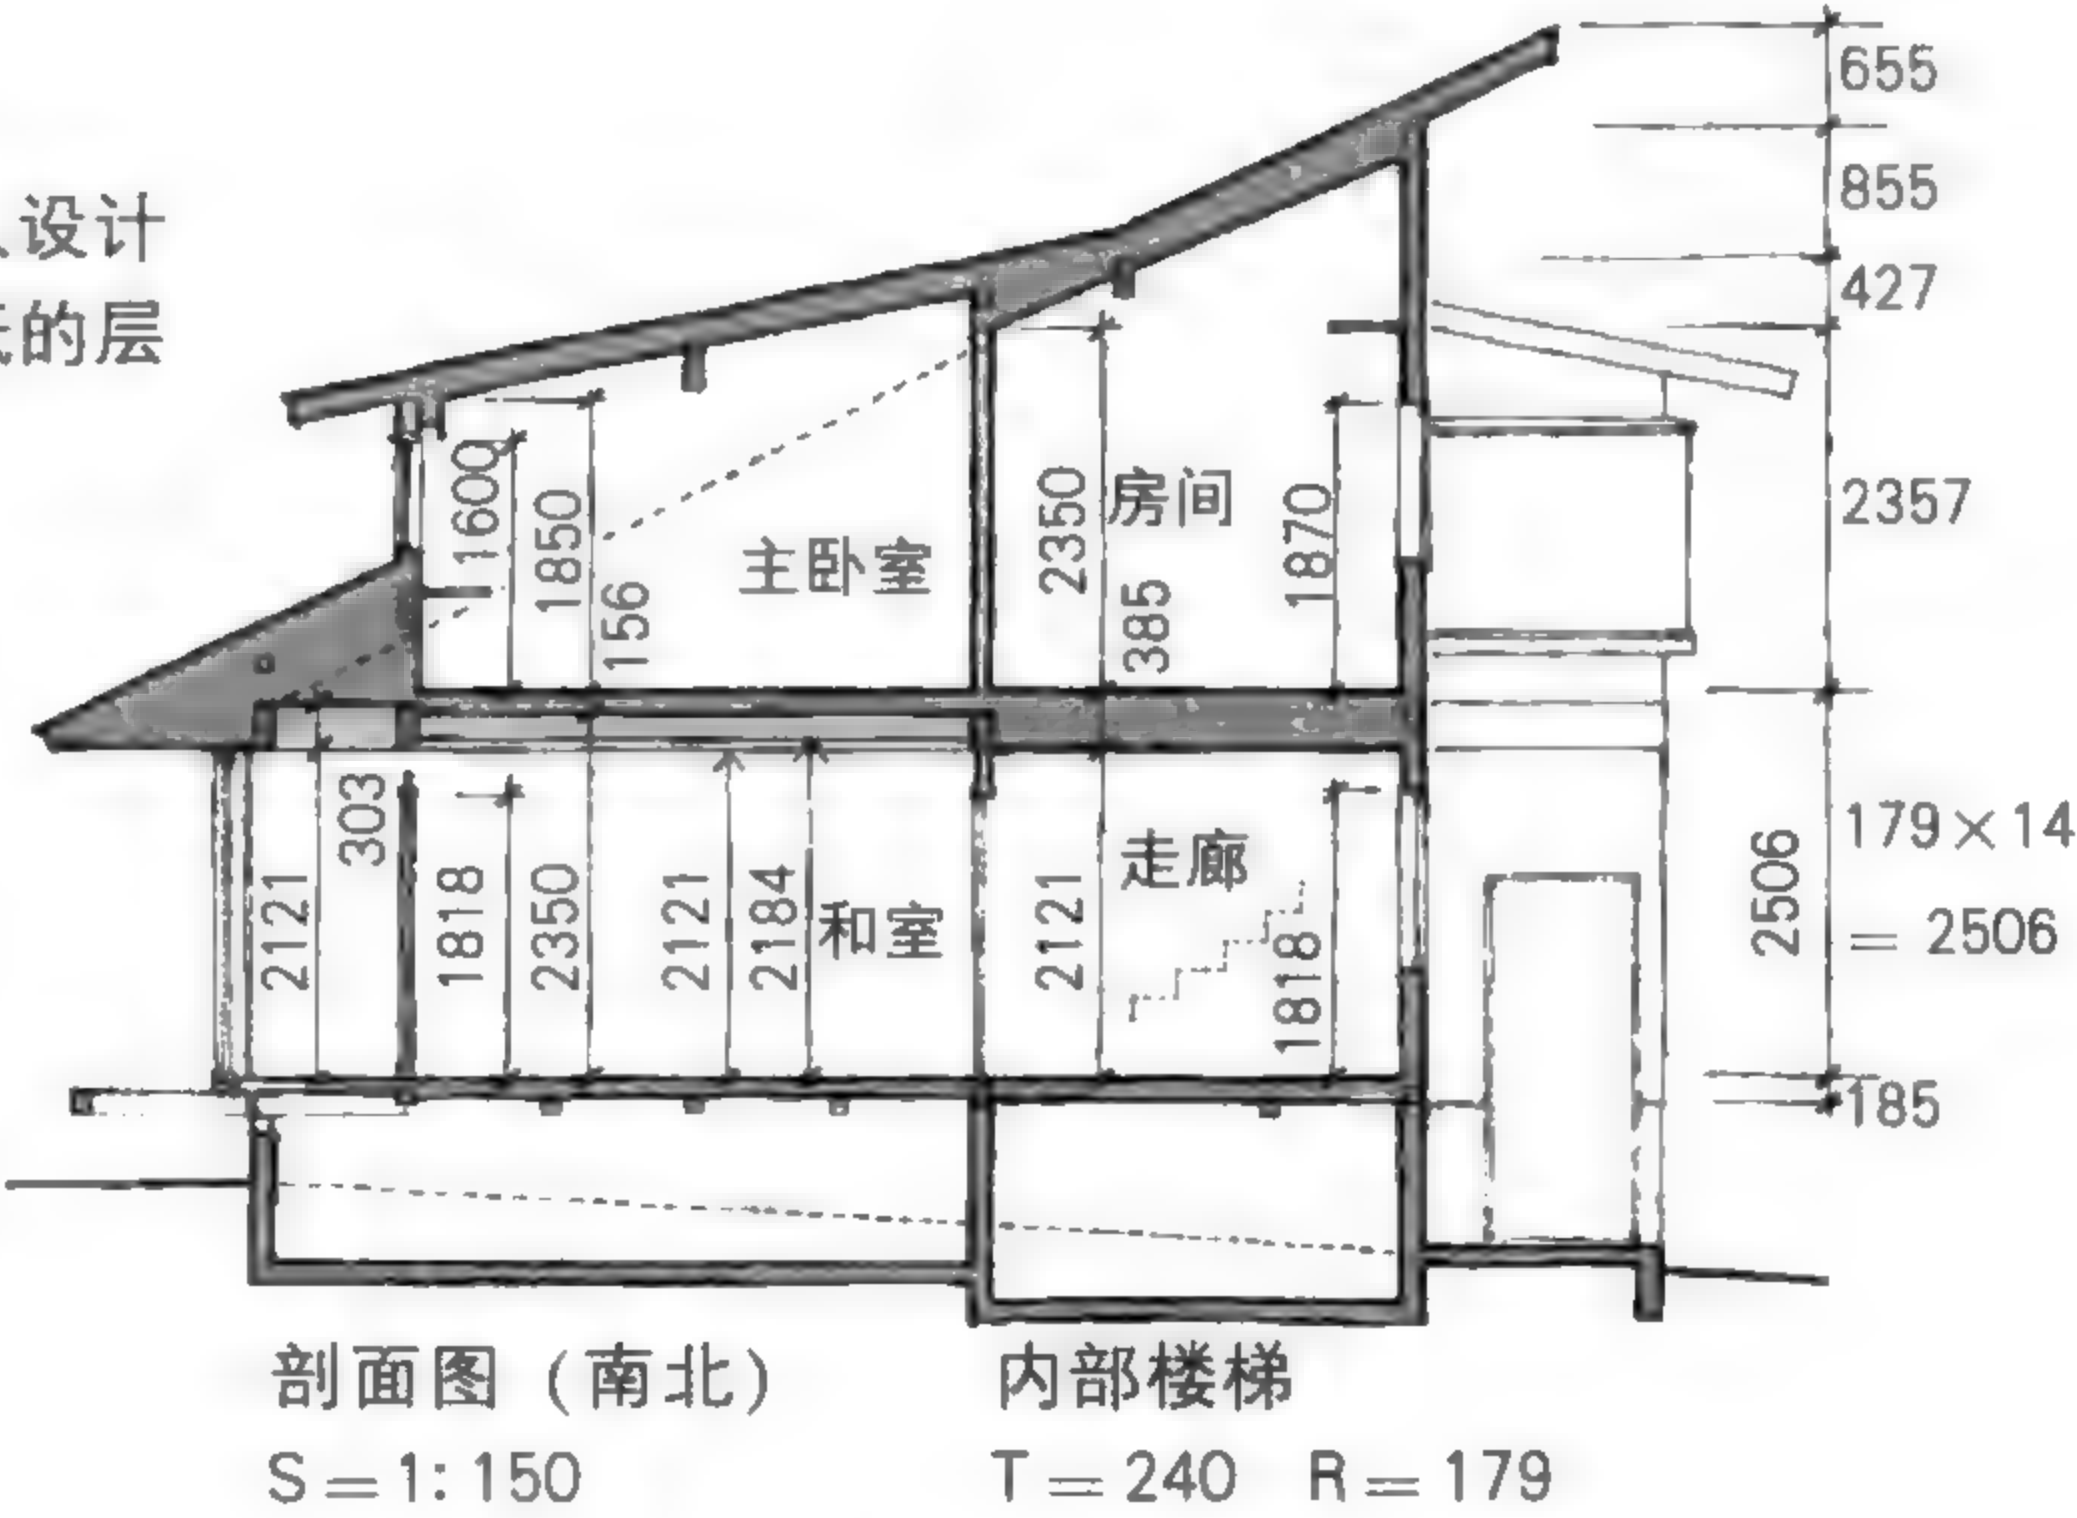 设计
的层
655
855
427
2357
179×14
= 2506
2506
185
1600
1850
156
主卧室
2350
房间
385
1870
2121
303
1818
2350
2121
2184
和室
2121
走廊
1818
剖面图 (南北)
S = 1: 150
内部楼梯
T = 240 R = 179